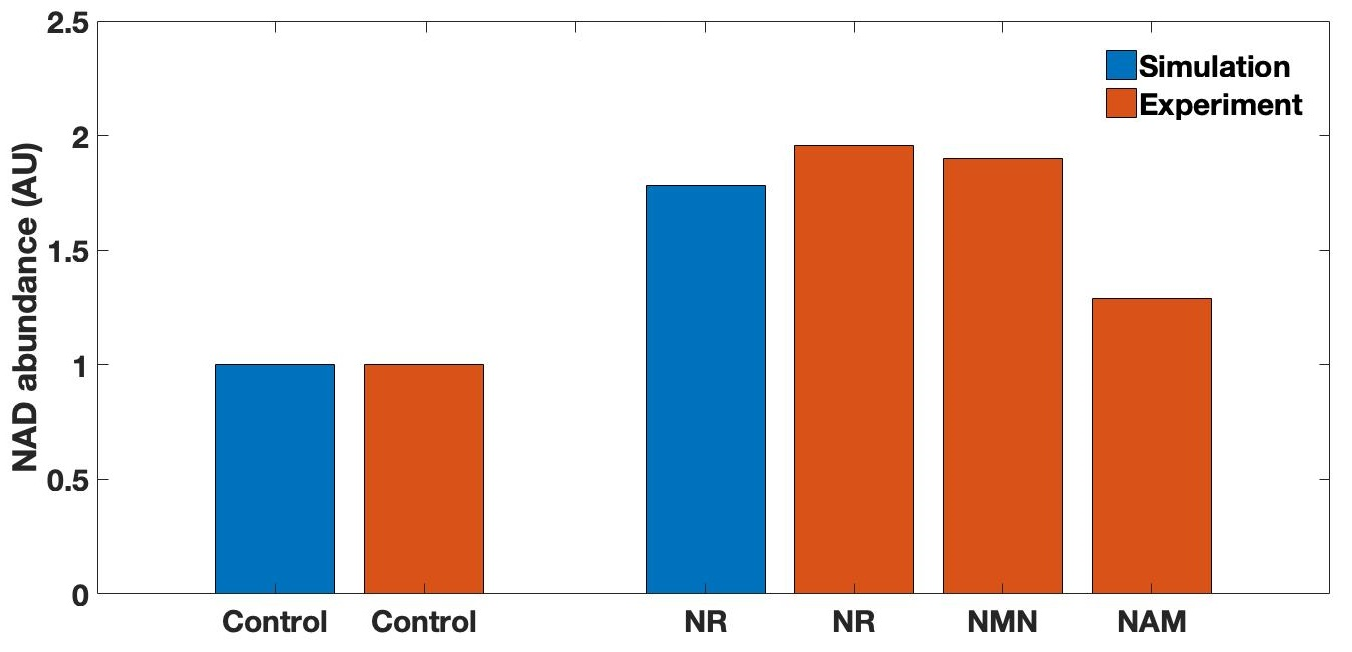 NAD abundance (AU)
2.5
2
1.5
1
0.5
0
Simulation
Experiment
Control Control NR NR NMN NAM